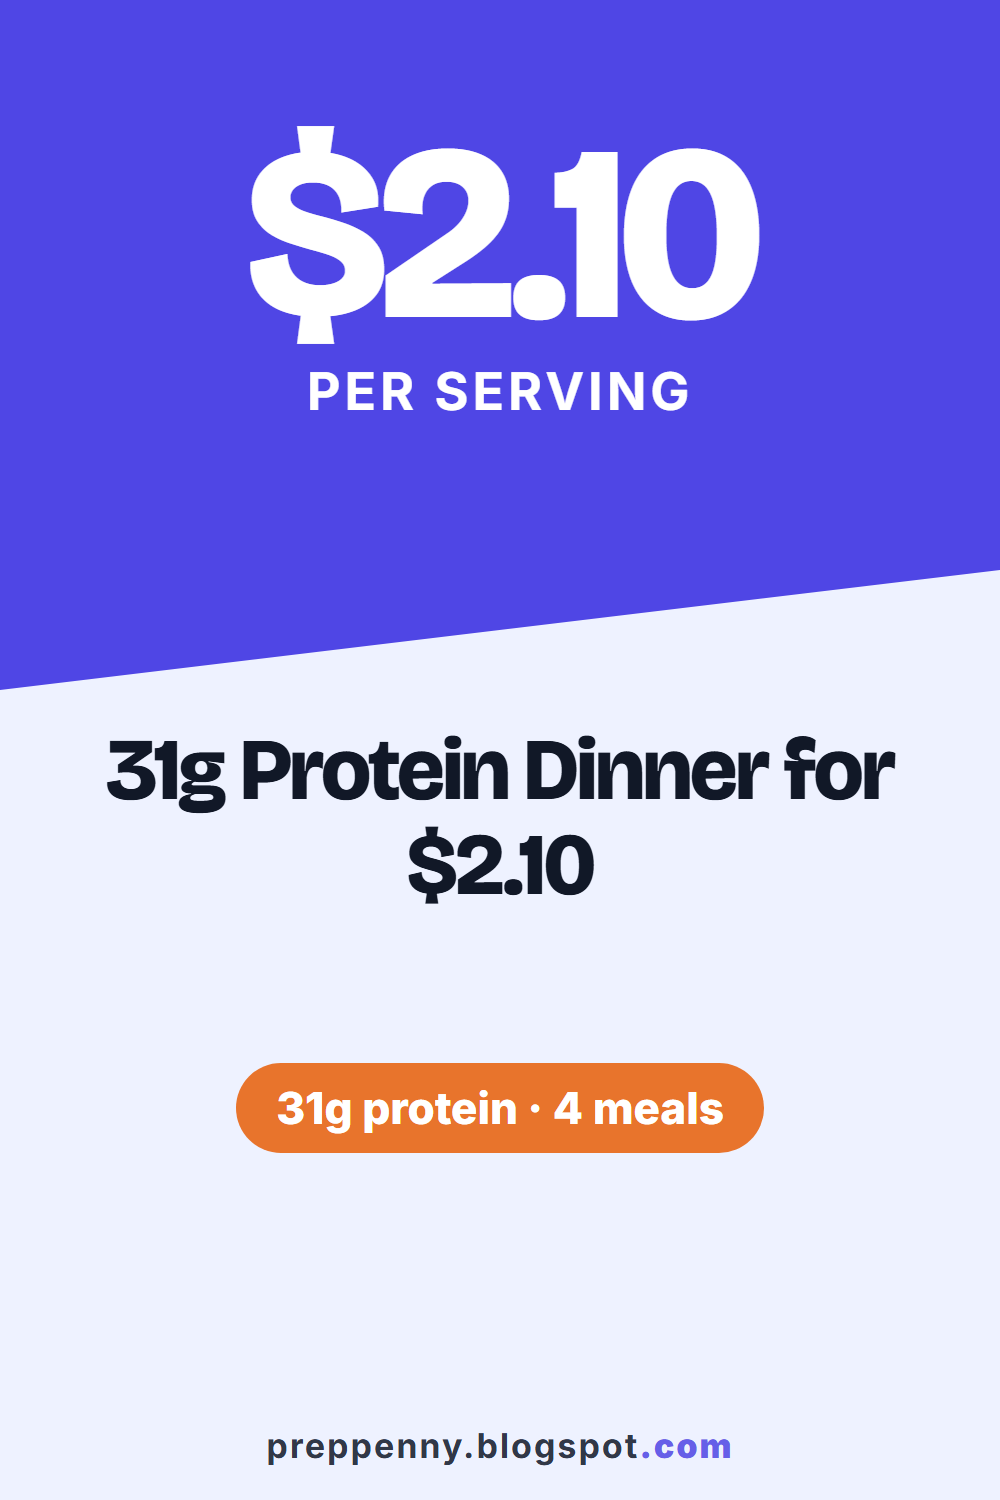 $2.10
PER SERVING
31g Protein Dinner for
$2.10
31g protein · 4 meals
preppenny.blogspot.com